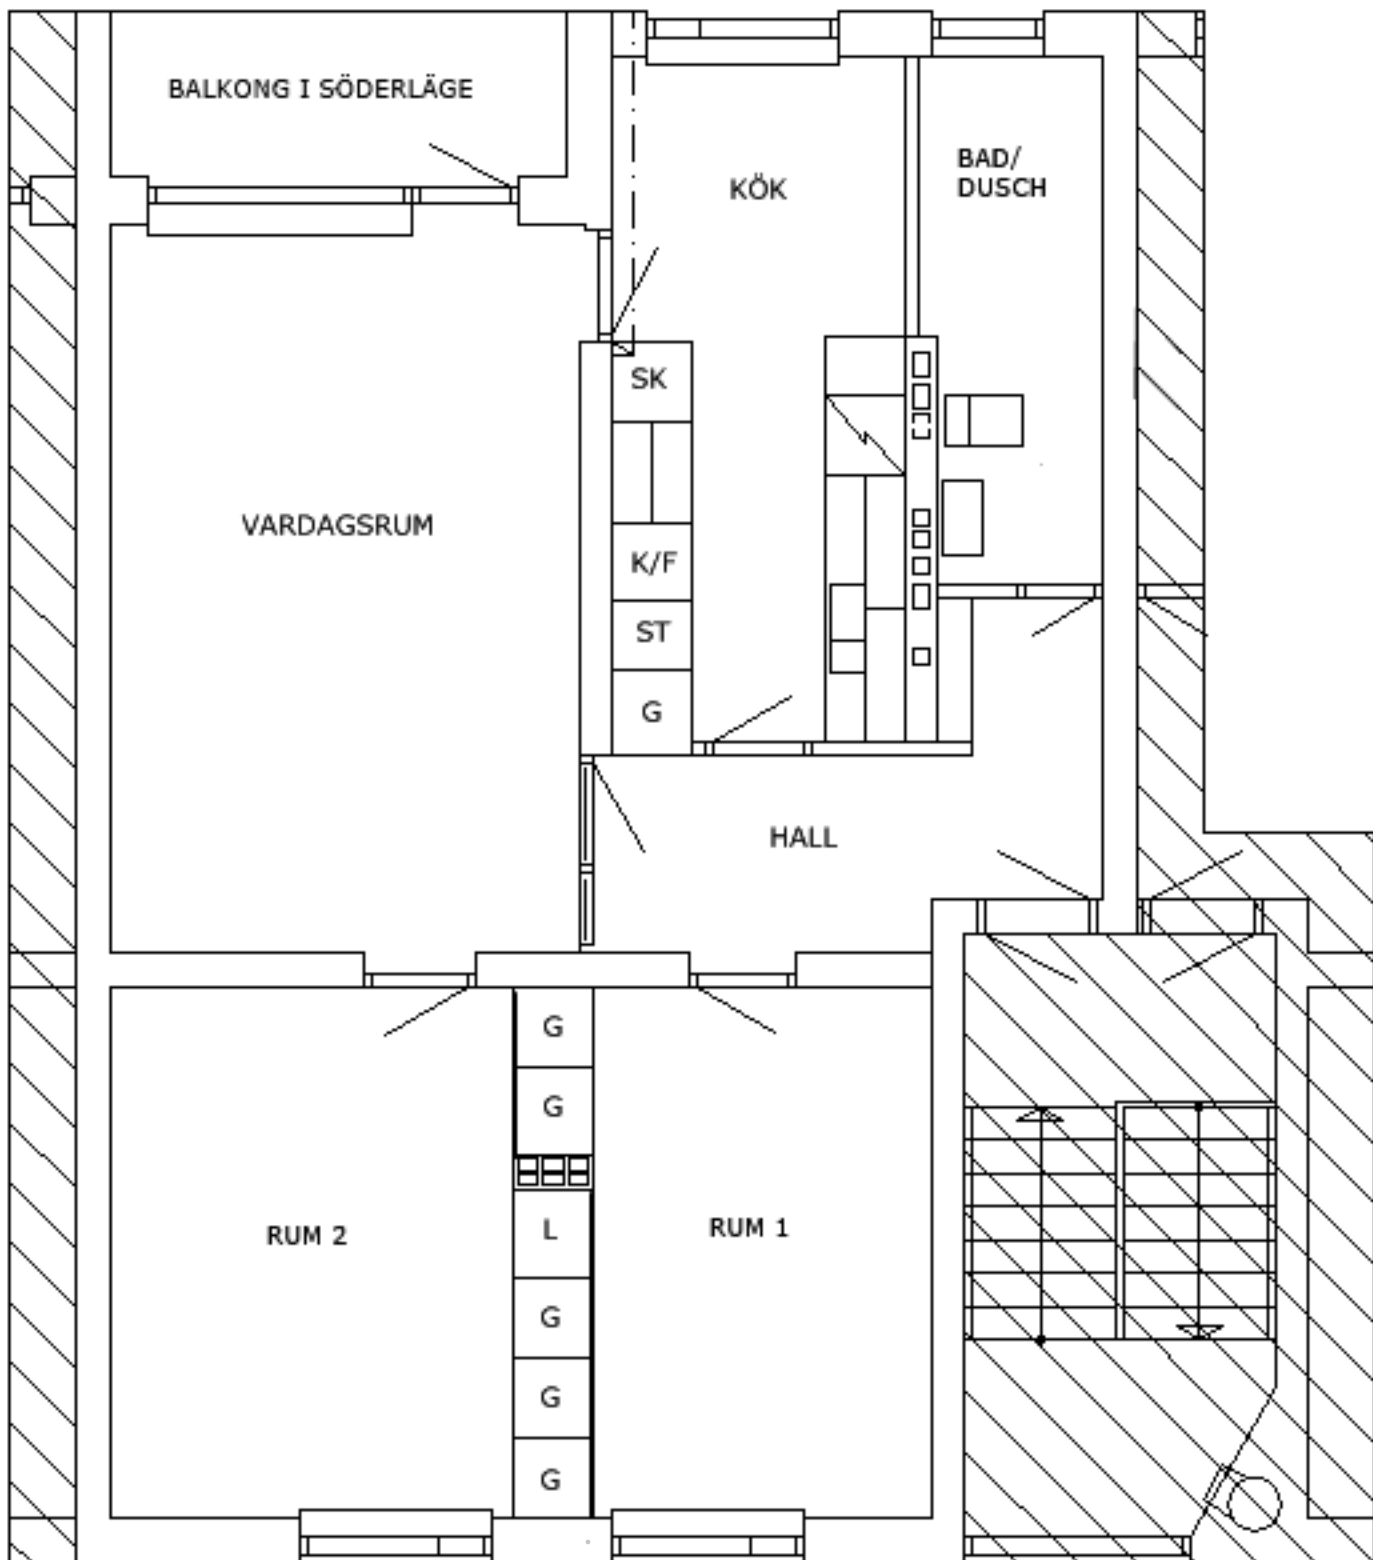 BALKONG I SÖDERLÄGE
KÖK
BAD/
DUSCH
SK
VARDAGSRUM
K/F
ST
G
HALL
G
G
L
RUM 2
RUM 1
G
G
G